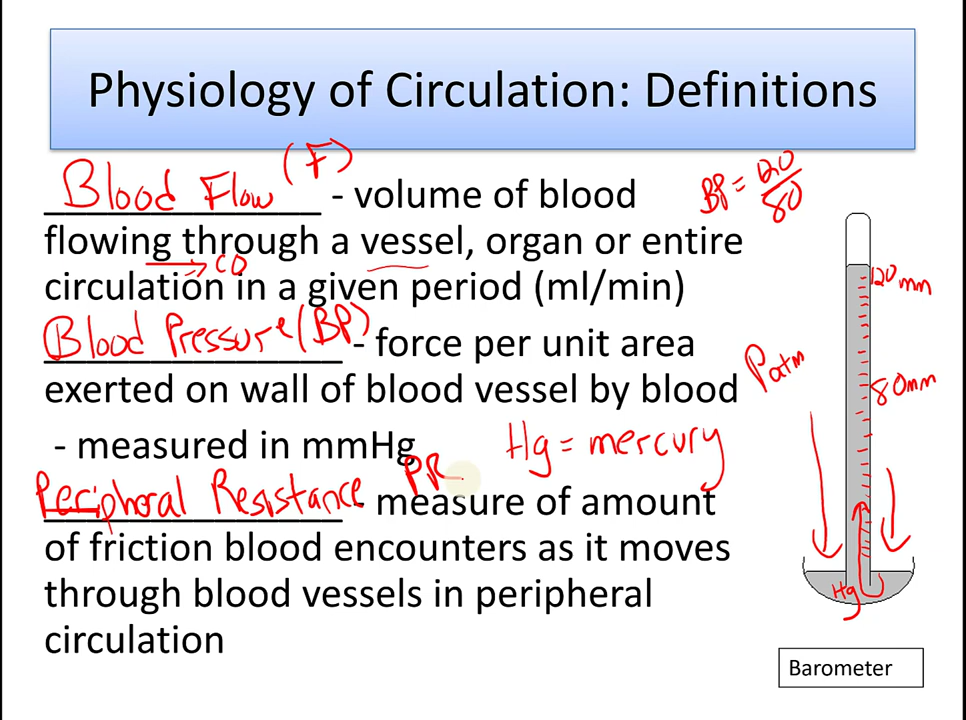 Physiology of Circulation: Definitions
Blood Flow (F) - volume of blood
BP = 120/80
flowing through a vessel, organ or entire
→ CO
circulation in a given period (ml/min)
120 mm
Blood Pressure (BP) - force per unit area
Patm
exerted on wall of blood vessel by blood
80mm
- measured in mmHg
Hg = mercury
Peripheral Resistance PR - measure of amount
of friction blood encounters as it moves
through blood vessels in peripheral
Hg
circulation
Barometer